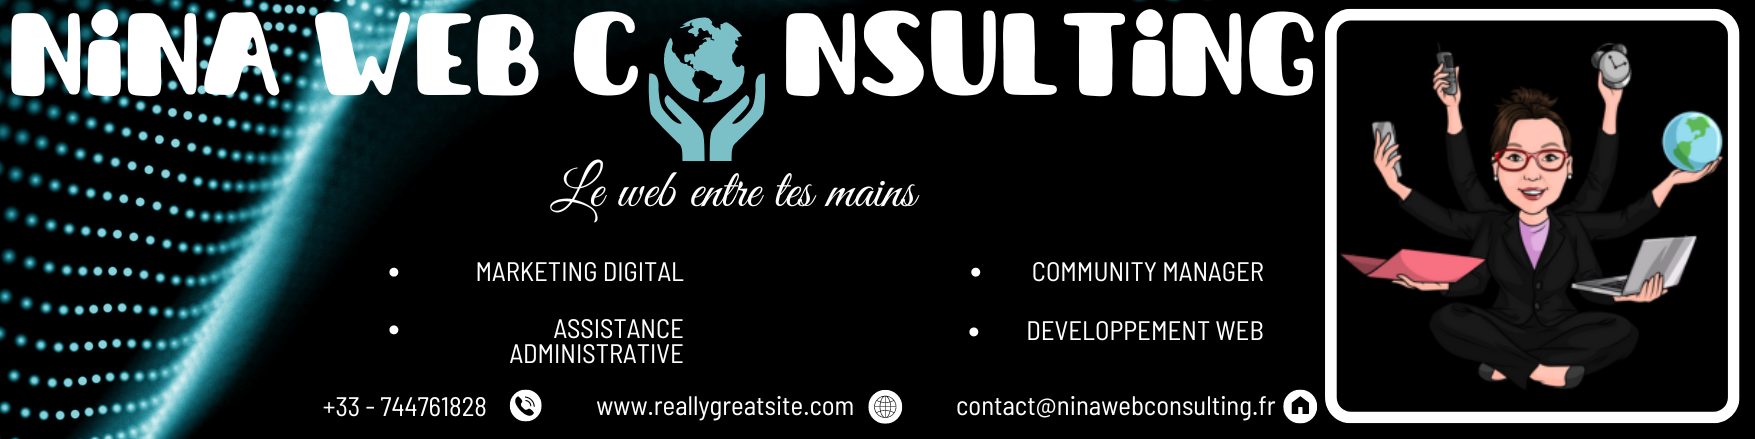 NiNA WEB C NSULTiNG
Le web entre tes mains
• MARKETING DIGITAL
• COMMUNITY MANAGER
• ASSISTANCE
ADMINISTRATIVE
• DEVELOPPEMENT WEB
+33 - 744761828
www.reallygreatsite.com
contact@ninawebconsulting.fr